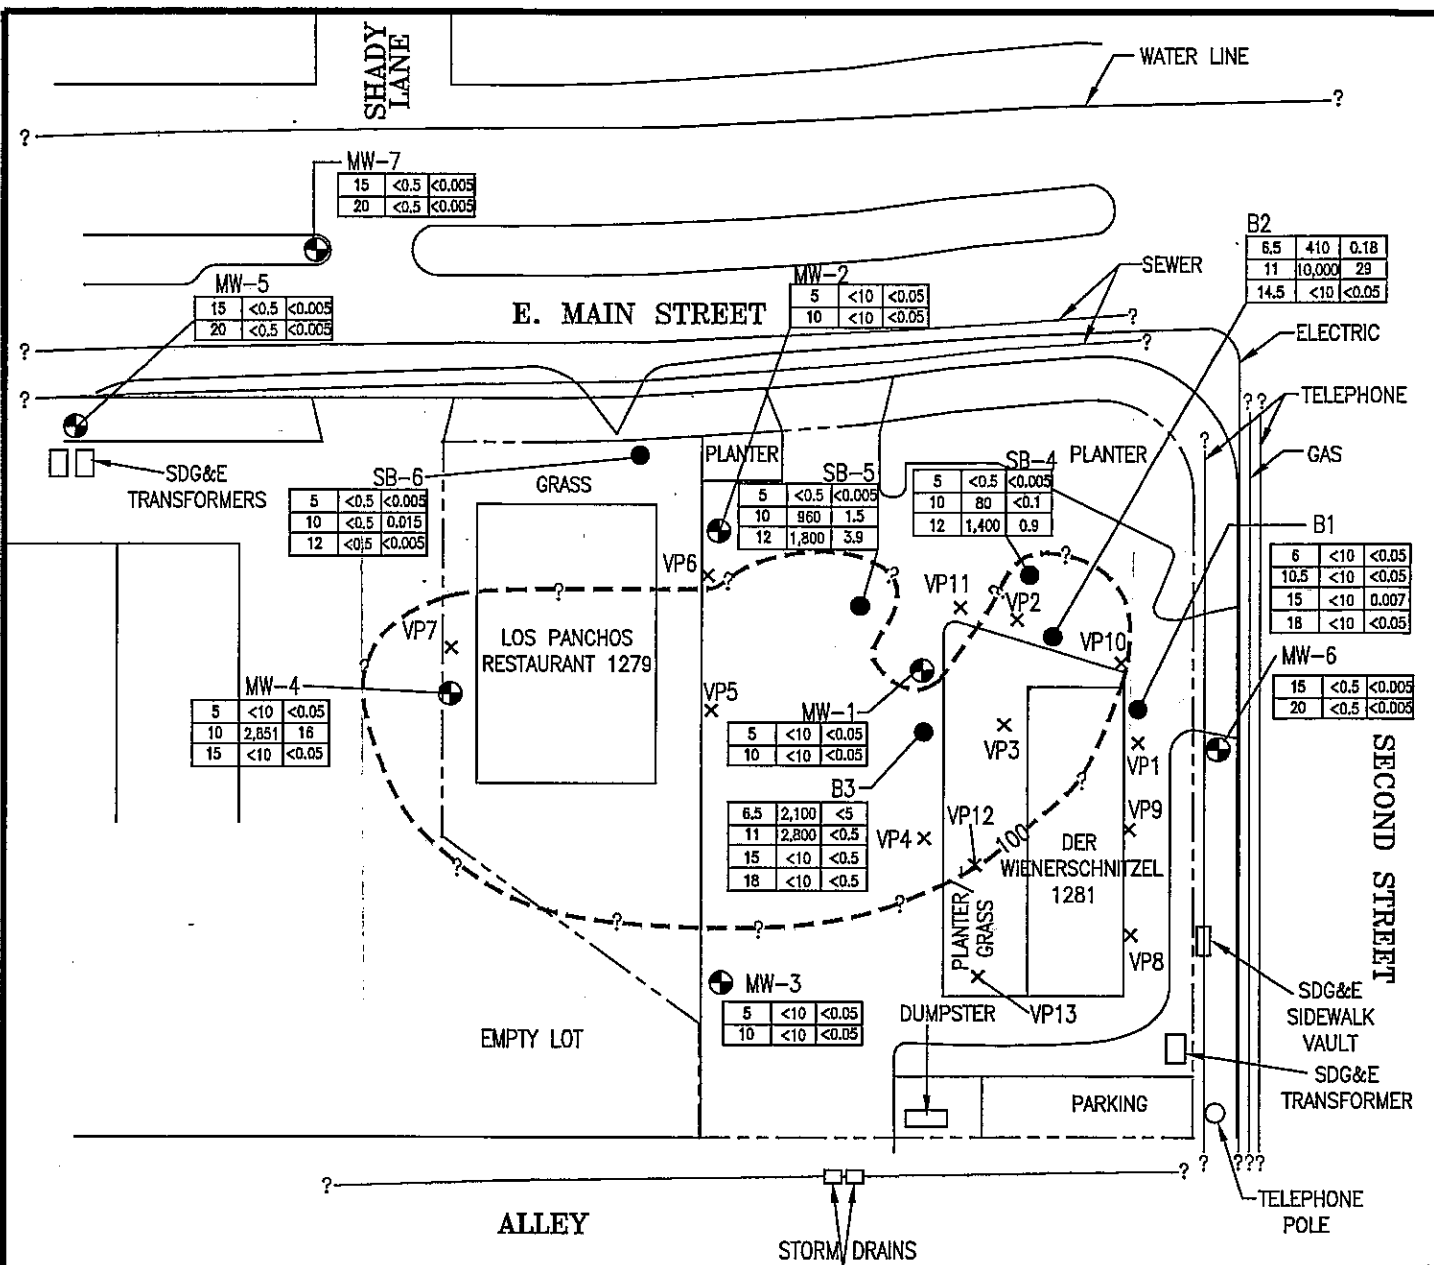 SHADY
LANE
WATER LINE
?
?
MW-7
15 <0.5 <0.005
20 <0.5 <0.005
B2
6.5 410 0.18
11 10,000 29
14.5 <10 <0.05
MW-5
15 <0.5 <0.005
20 <0.5 <0.005
MW-2
5 <10 <0.05
10 <10 <0.05
SEWER
E. MAIN STREET
?
?
?
ELECTRIC
?
? ?
TELEPHONE
?
GAS
SDG&E
TRANSFORMERS
SB-6
5 <0.5 <0.005
10 <0.5 0.015
12 <0.5 <0.005
GRASS
PLANTER
SB-5
5 <0.5 <0.005
10 960 1.5
12 1,800 3.9
SB-4
5 <0.5 <0.005
10 80 <0.1
12 1,400 0.9
PLANTER
B1
6 <10 <0.05
10.5 <10 <0.05
15 <10 0.007
18 <10 <0.05
VP6
?
?
?
?
?
VP11
VP2
VP10
VP7
?
LOS PANCHOS
RESTAURANT 1279
MW-6
15 <0.5 <0.005
20 <0.5 <0.005
MW-4
5 <10 <0.05
10 2,851 16
15 <10 <0.05
VP5
MW-1
5 <10 <0.05
10 <10 <0.05
VP3
VP1
SECOND STREET
B3
6.5 2,100 <5
11 2,800 <0.5
15 <10 <0.5
18 <10 <0.5
?
VP4
VP12
100
VP9
DER
WIENERSCHNITZEL
1281
?
?
?
?
PLANTER
GRASS
VP8
MW-3
5 <10 <0.05
10 <10 <0.05
DUMPSTER
VP13
SDG&E
SIDEWALK
VAULT
EMPTY LOT
SDG&E
TRANSFORMER
PARKING
?
?
?
???
TELEPHONE
POLE
ALLEY
STORM DRAINS